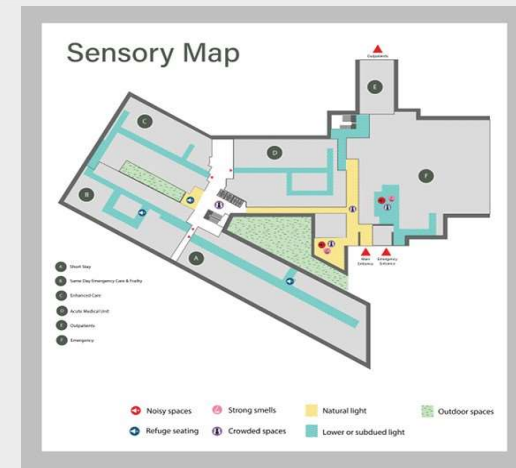 Sensory Map
Outpatients
E
C
D
F
B
A
Main
Entrance
Emergency
Entrance
A Short Stay
B Same Day Emergency Care & Frailty
C Enhanced Care
D Acute Medical Unit
E Outpatients
F Emergency
Noisy spaces
Strong smells
Natural light
Outdoor spaces
Refuge seating
Crowded spaces
Lower or subdued light